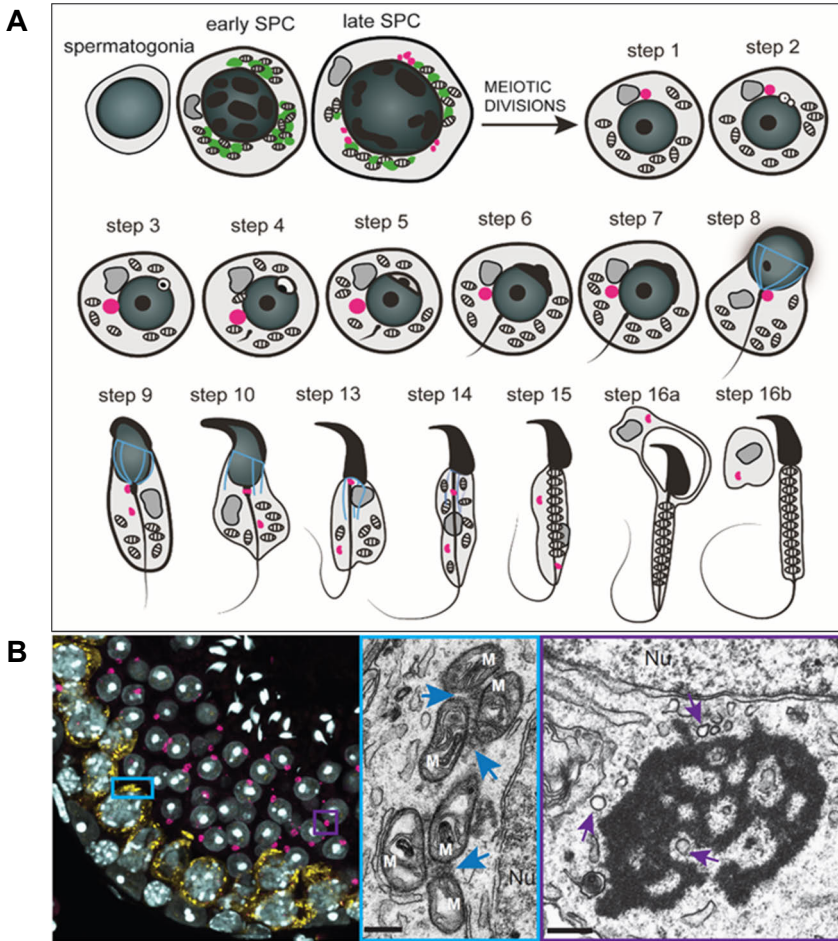 A
spermatogonia
early SPC
late SPC
MEIOTIC
DIVISIONS
step 1
step 2
step 3
step 4
step 5
step 6
step 7
step 8
step 9
step 10
step 13
step 14
step 15
step 16a
step 16b
B
M
M
M
M
M
M
Nu
Nu